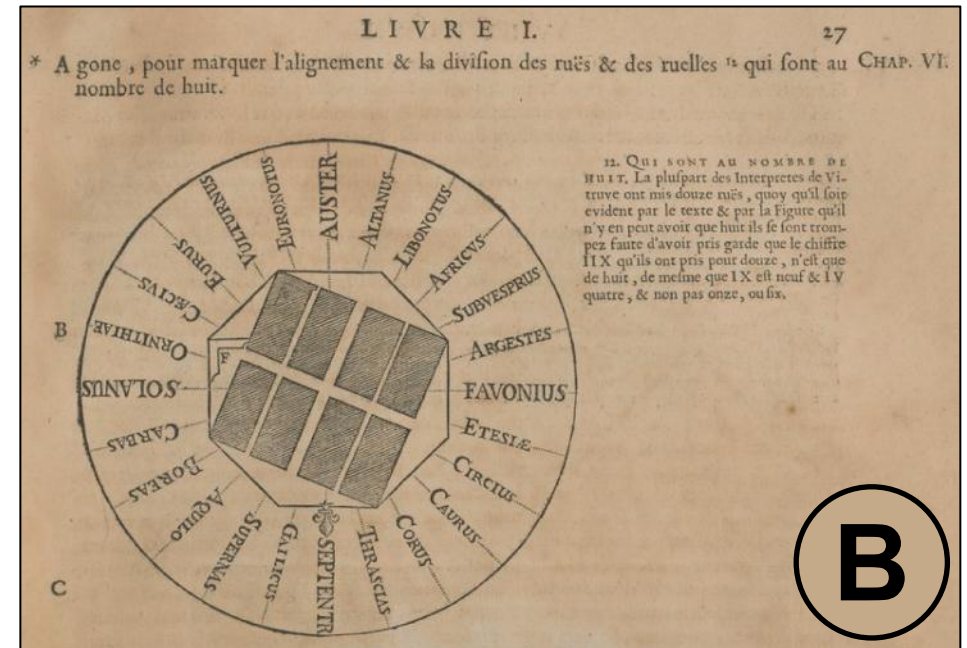 LIVRE I. 27
* A gone, pour marquer l'alignement & la diviſion des ruës & des ruelles ¹² qui ſont au CHAP. VI.
nombre de huit.
12. QUI SONT AU NOMBRE DE
HUIT. La pluſpart des Interpretes de Vi-
truve ont mis douze ruës, quoy qu'il ſoit
evident par le texte & par la Figure qu'il
n'y en peut avoir que huit ils ſe ſont trom-
pez faute d'avoir pris garde que le chiffre
IIX qu'ils ont pris pour douze, n'eſt que
de huit, de meſme que IX eſt neuf & IV
quatre, & non pas onze, ou ſix.
AUSTER
ALTANUS
LIBONOTUS
AFRICUS
SUBVESPRUS
ARGESTES
FAVONIUS
ETESIÆ
CIRCIUS
CAURUS
CORUS
THRASCIAS
SEPTENTR
GALLICUS
SUPERNAS
AQUILO
BOREAS
CARBAS
SOLANUS
ORNITHIAE
CÆCIUS
EURUS
VULTURNUS
EURONOTUS
F
B
C
B